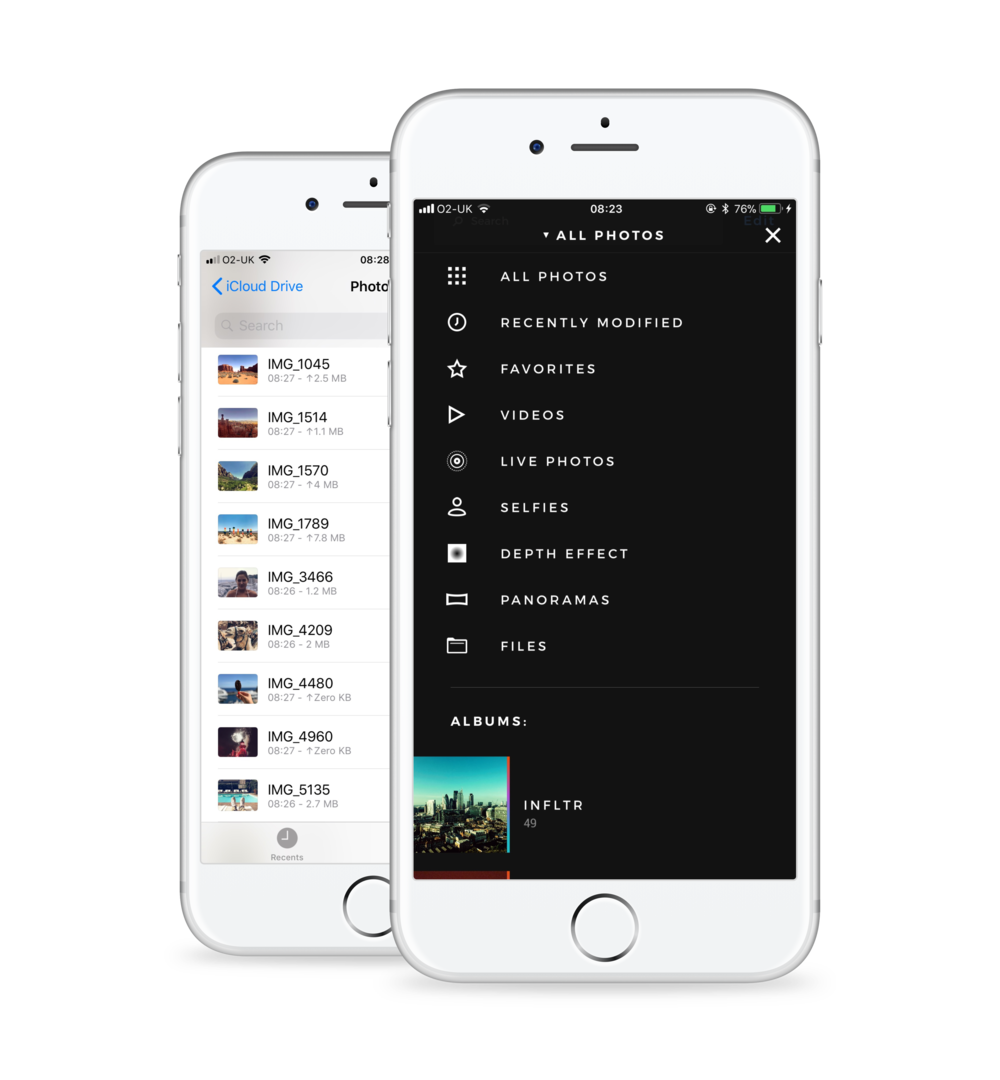 O2-UK 08:28
iCloud Drive Photo
Search
IMG_1045
08:27 - ↑2.5 MB
IMG_1514
08:27 - ↑1.1 MB
IMG_1570
08:27 - ↑4 MB
IMG_1789
08:27 - ↑7.8 MB
IMG_3466
08:26 - 1.2 MB
IMG_4209
08:26 - 2 MB
IMG_4480
08:27 - ↑Zero KB
IMG_4960
08:27 - ↑Zero KB
IMG_5135
08:26 - 2.7 MB
Recents
O2-UK 08:23 76%
Search Edit
▼ ALL PHOTOS
ALL PHOTOS
RECENTLY MODIFIED
FAVORITES
VIDEOS
LIVE PHOTOS
SELFIES
DEPTH EFFECT
PANORAMAS
FILES
ALBUMS:
INFLTR
49